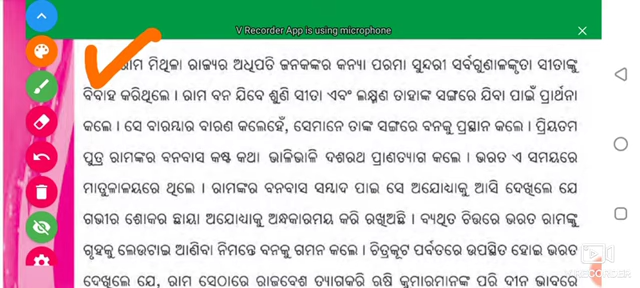 V Recorder App is using microphone
ରାମ ମିଥିଳା ରାଜ୍ୟର ଅଧିପତି ଜନକଙ୍କର କନ୍ୟା ପରମା ସୁନ୍ଦରୀ ସର୍ବଗୁଣାଳଙ୍କୃତା ସୀତାଙ୍କୁ
ବିବାହ କରିଥିଲେ । ରାମ ବନ ଯିବେ ଶୁଣି ସୀତା ଏବଂ ଲକ୍ଷ୍ମଣ ତାହାଙ୍କ ସଙ୍ଗରେ ଯିବା ପାଇଁ ପ୍ରାର୍ଥନା
କଲେ । ସେ ବାରମ୍ବାର ବାରଣ କଲେହେଁ, ସେମାନେ ତାଙ୍କ ସଙ୍ଗରେ ବନକୁ ପ୍ରସ୍ଥାନ କଲେ । ପ୍ରିୟତମ
ପୁତ୍ର ରାମଙ୍କର ବନବାସ କଷ୍ଟ କଥା ଭାଳିଭାଳି ଦଶରଥ ପ୍ରାଣତ୍ୟାଗ କଲେ । ଭରତ ଏ ସମୟରେ
ମାତୁଳାଳୟରେ ଥିଲେ । ରାମଙ୍କର ବନବାସ ସମ୍ବାଦ ପାଇ ସେ ଅଯୋଧ୍ୟାକୁ ଆସି ଦେଖିଲେ ଯେ
ଗଭୀର ଶୋକର ଛାୟା ଅଯୋଧ୍ୟାକୁ ଅନ୍ଧକାରମୟ କରି ରଖିଅଛି । ବ୍ୟଥିତ ଚିତ୍ତରେ ଭରତ ରାମଙ୍କୁ
ଗୃହକୁ ଲେଉଟାଇ ଆଣିବା ନିମନ୍ତେ ବନକୁ ଗମନ କଲେ । ଚିତ୍ରକୂଟ ପର୍ବତରେ ଉପସ୍ଥିତ ହୋଇ ଭରତ
ଦେଖିଲେ ଯେ, ରାମ ସେଠାରେ ରାଜବେଶ ତ୍ୟାଗକରି ଋଷି କୁମାରମାନଙ୍କ ପରି ଦୀନ ଭାବରେ